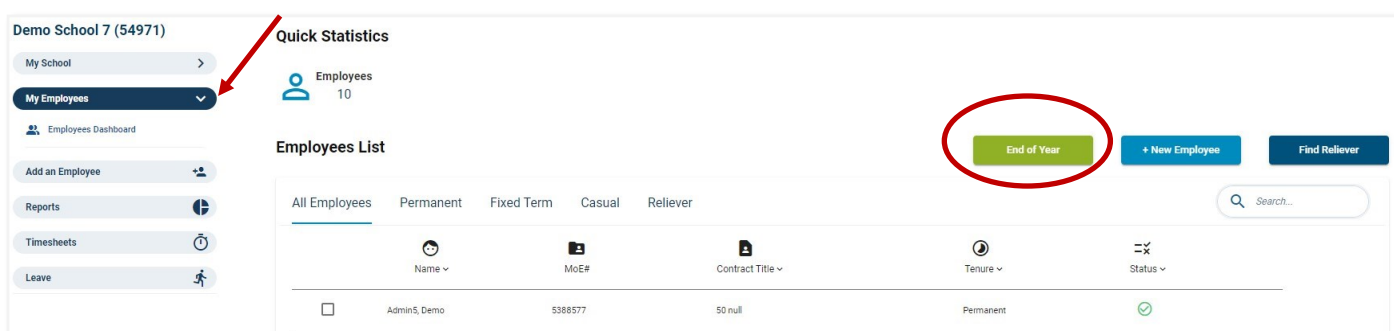 Demo School 7 (54971)
My School
My Employees
Employees Dashboard
Add an Employee
Reports
Timesheets
Leave
Quick Statistics
Employees
10
Employees List
End of Year
+ New Employee
Find Reliever
All Employees Permanent Fixed Term Casual Reliever
Search...
Name MoE# Contract Title Tenure Status
Admin5, Demo 5388577 50 null Permanent